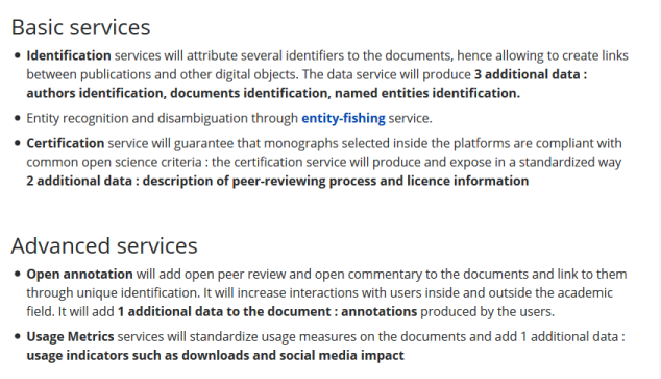 Basic services
• Identification services will attribute several identifiers to the documents, hence allowing to create links
between publications and other digital objects. The data service will produce 3 additional data :
authors identification, documents identification, named entities identification.
• Entity recognition and disambiguation through entity-fishing service.
• Certification service will guarantee that monographs selected inside the platforms are compliant with
common open science criteria : the certification service will produce and expose in a standardized way
2 additional data : description of peer-reviewing process and licence information
Advanced services
• Open annotation will add open peer review and open commentary to the documents and link to them
through unique identification. It will increase interactions with users inside and outside the academic
field. It will add 1 additional data to the document : annotations produced by the users.
• Usage Metrics services will standardize usage measures on the documents and add 1 additional data :
usage indicators such as downloads and social media impact